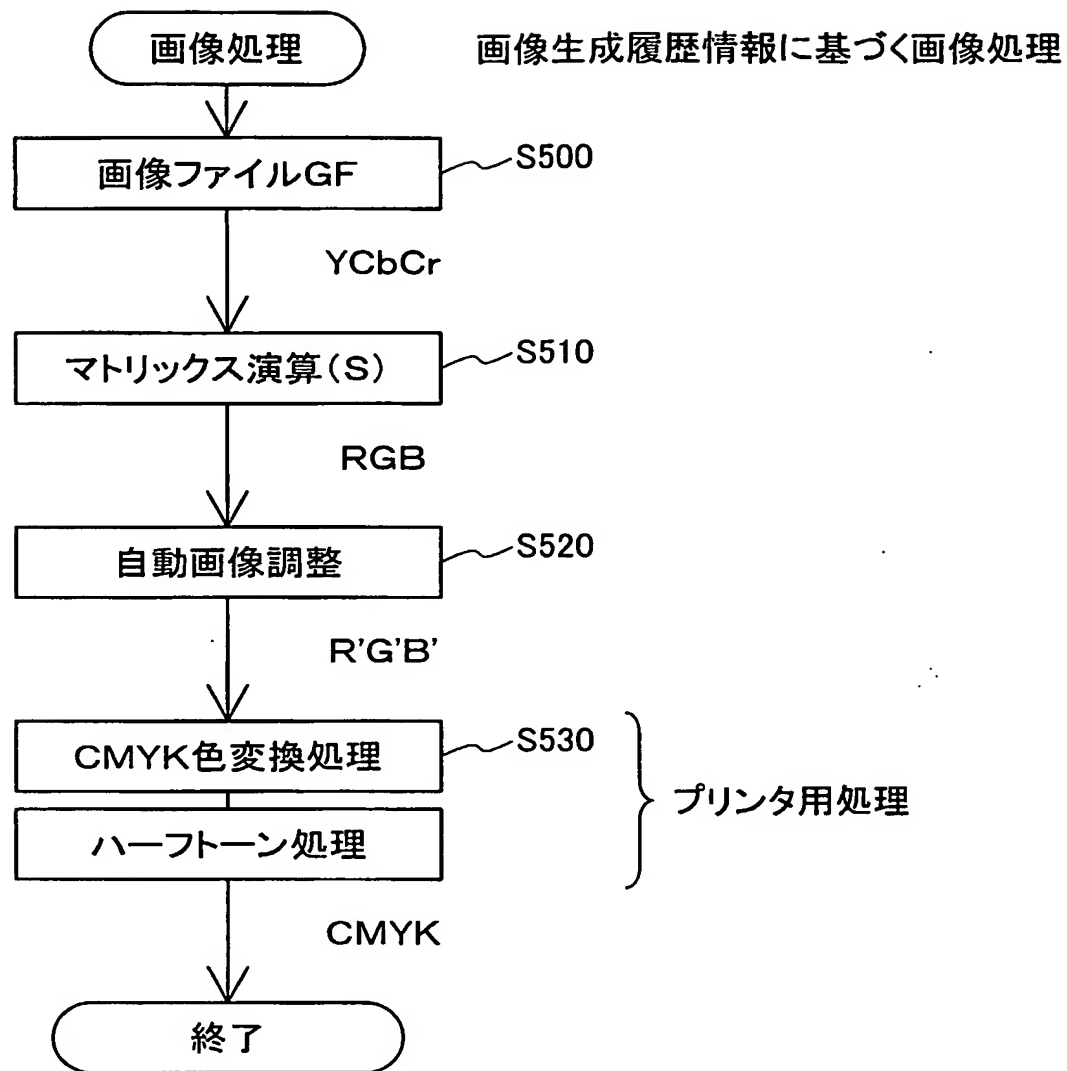 画像処理
画像生成履歴情報に基づく画像処理
画像ファイルGF
S500
YCbCr
マトリックス演算(S)
S510
RGB
自動画像調整
S520
R'G'B'
CMYK色変換処理
S530
ハーフトーン処理
プリンタ用処理
CMYK
終了